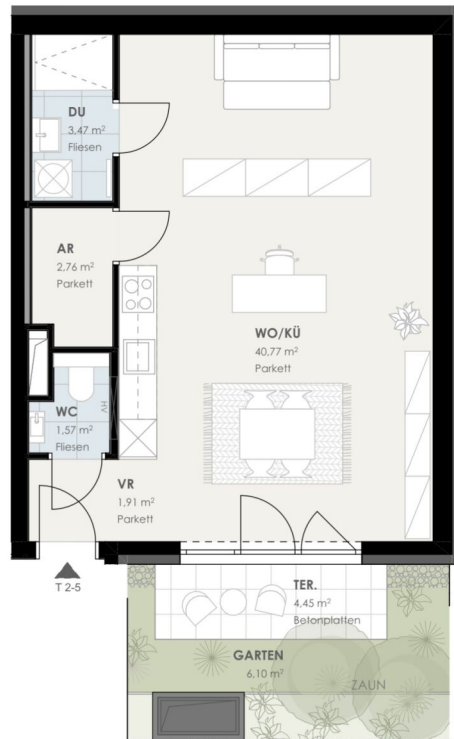 DU
3,47 m²
Fliesen
AR
2,76 m²
Parkett
WO/KÜ
40,77 m²
Parkett
WC
1,57 m²
Fliesen
HV
VR
1,91 m²
Parkett
T 2-5
TER.
4,45 m²
Betonplatten
GARTEN
6,10 m²
ZAUN